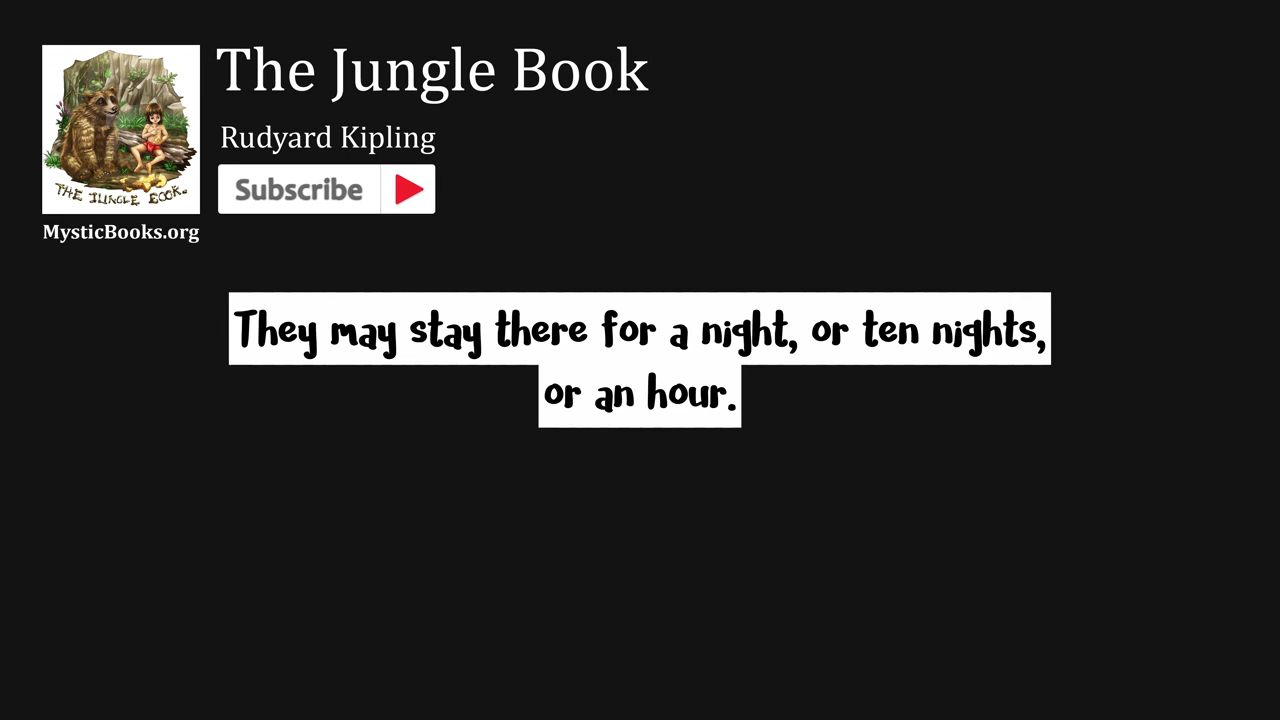 The Jungle Book
Rudyard Kipling
Subscribe
THE JUNGLE BOOK.
MysticBooks.org
They may stay there for a night, or ten nights,
or an hour.